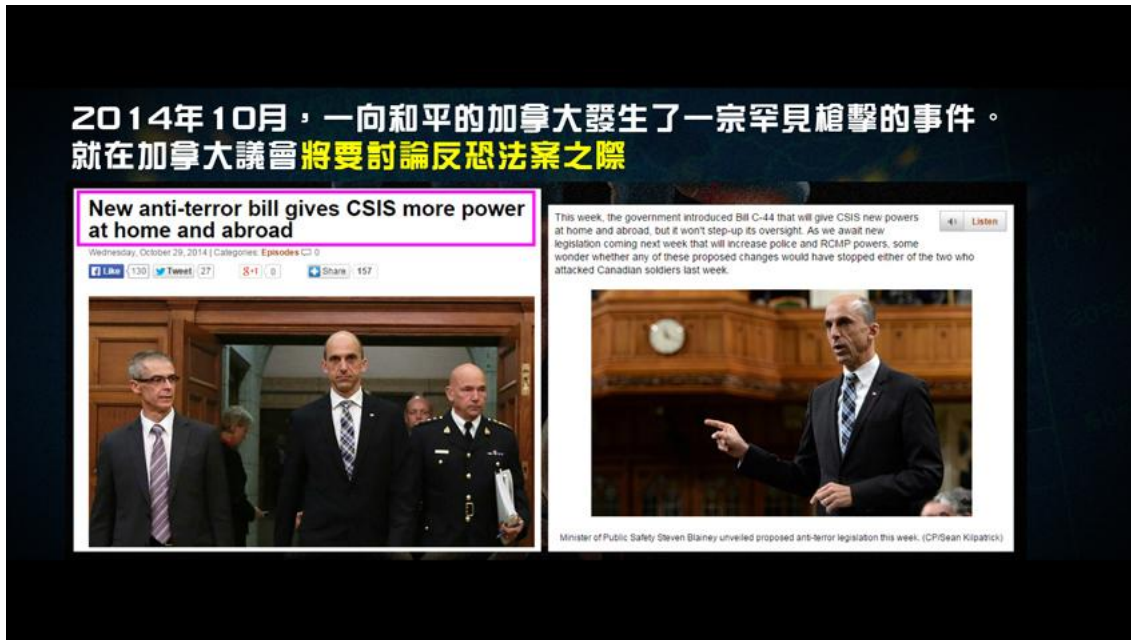 2014年10月，一向和平的加拿大發生了一宗罕見槍擊的事件。
就在加拿大議會將要討論反恐法案之際
New anti-terror bill gives CSIS more power
at home and abroad
Wednesday, October 29, 2014 | Categories: Episodes 0
Like 130 Tweet 27 g+1 0 Share 157
This week, the government introduced Bill C-44 that will give CSIS new powers
at home and abroad, but it won't step-up its oversight. As we await new
legislation coming next week that will increase police and RCMP powers, some
wonder whether any of these proposed changes would have stopped either of the two who
attacked Canadian soldiers last week.
Listen
Minister of Public Safety Steven Blainey unveiled proposed anti-terror legislation this week. (CP/Sean Kilpatrick)